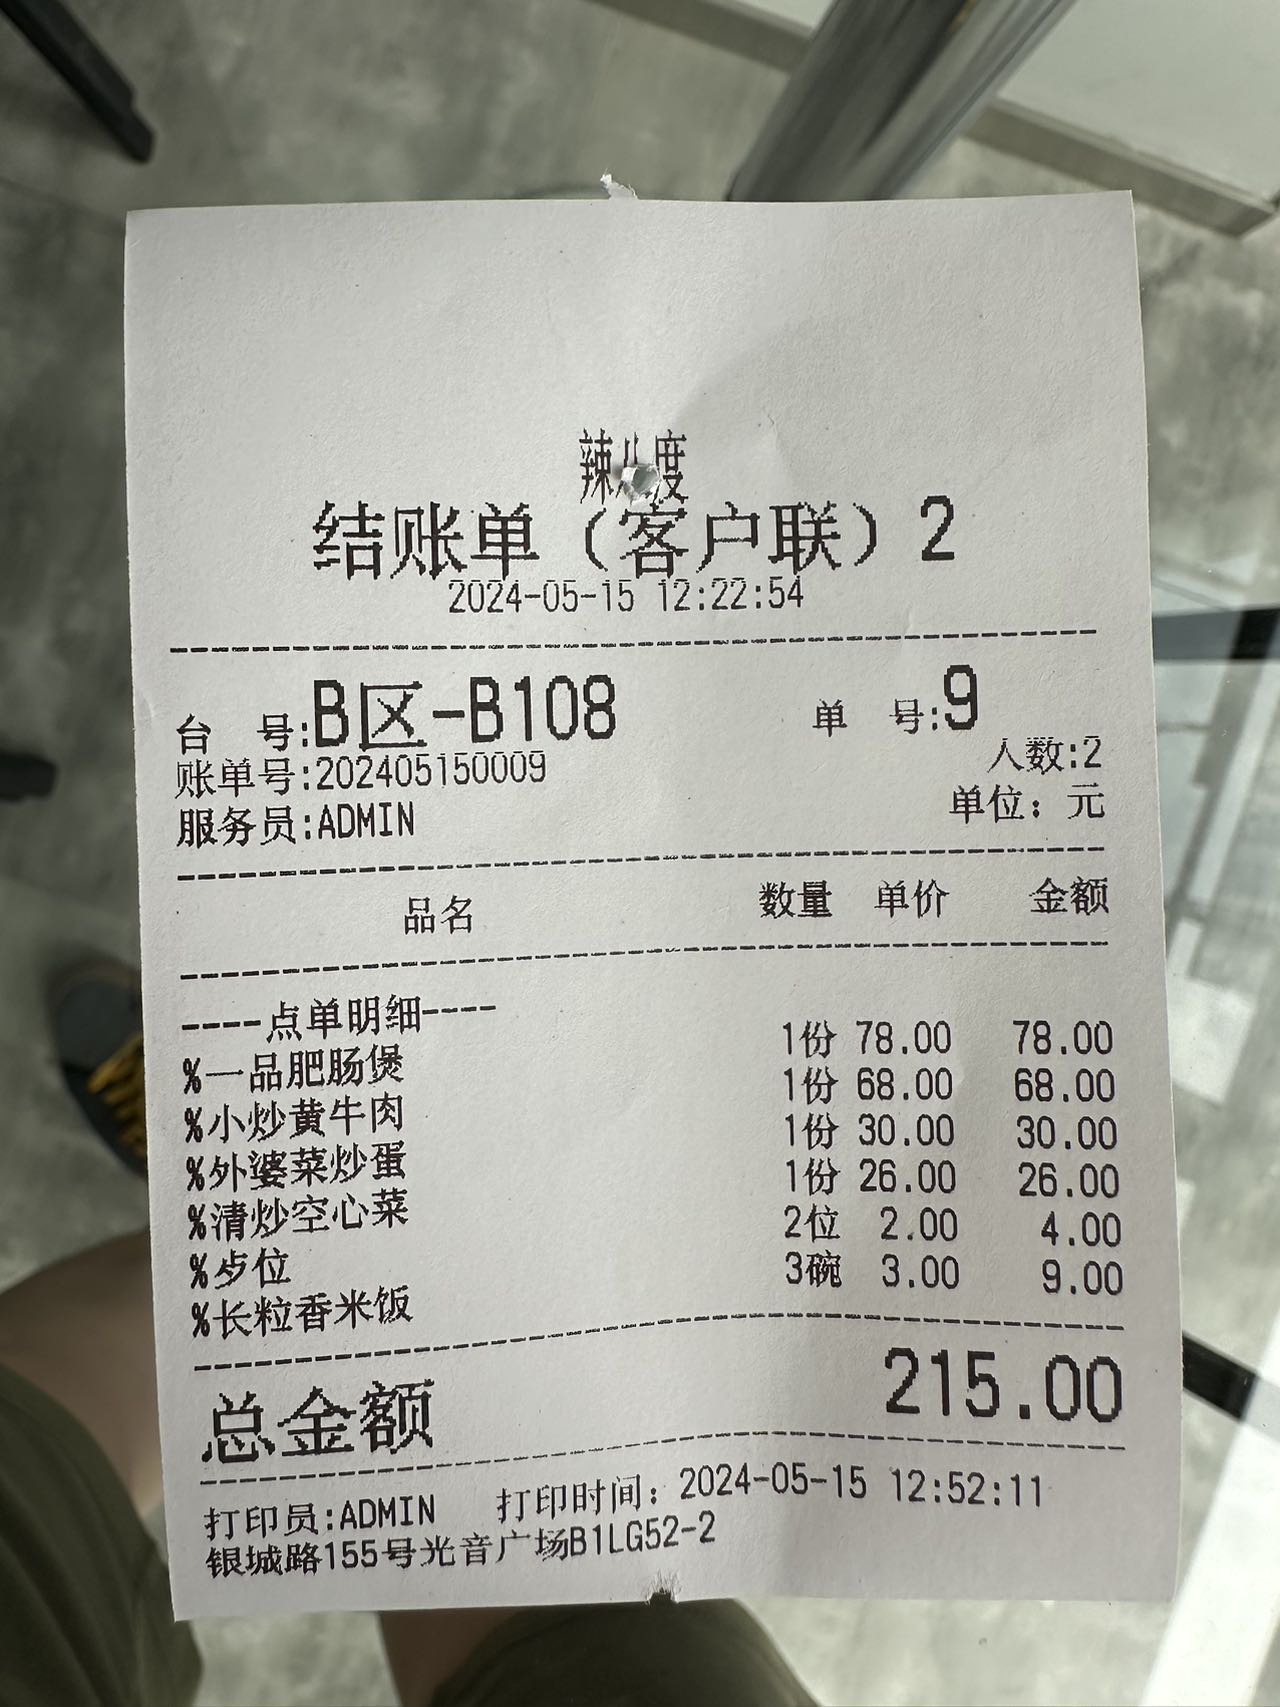 辣 度
结账单（客户联）2
2024-05-15 12:22:54
台 号:B区-B108 单 号:9
账单号:202405150009 人数:2
服务员:ADMIN 单位：元
品名 数量 单价 金额
----点单明细----
%一品肥肠煲 1份 78.00 78.00
%小炒黄牛肉 1份 68.00 68.00
%外婆菜炒蛋 1份 30.00 30.00
%清炒空心菜 1份 26.00 26.00
%歺位 2位 2.00 4.00
%长粒香米饭 3碗 3.00 9.00
总金额 215.00
打印员:ADMIN 打印时间：2024-05-15 12:52:11
银城路155号光音广场B1LG52-2